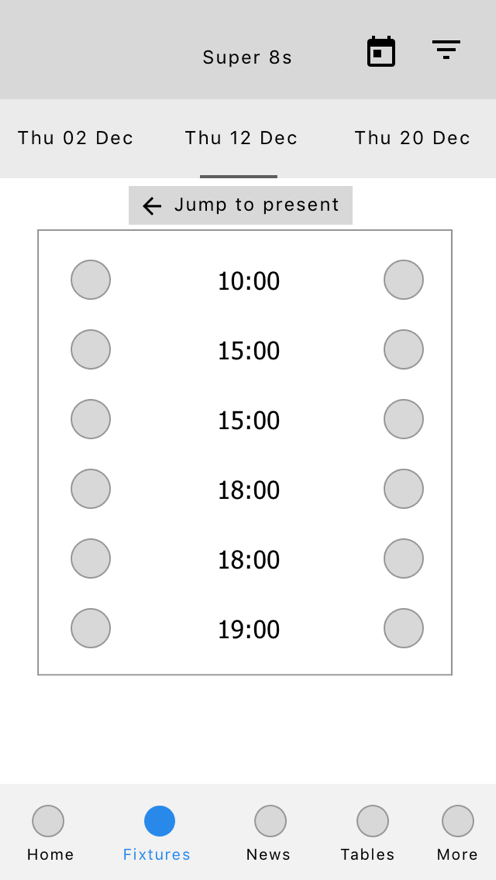 Super 8s
Thu 02 Dec
Thu 12 Dec
Thu 20 Dec
Jump to present
10:00
15:00
15:00
18:00
18:00
19:00
Home
Fixtures
News
Tables
More